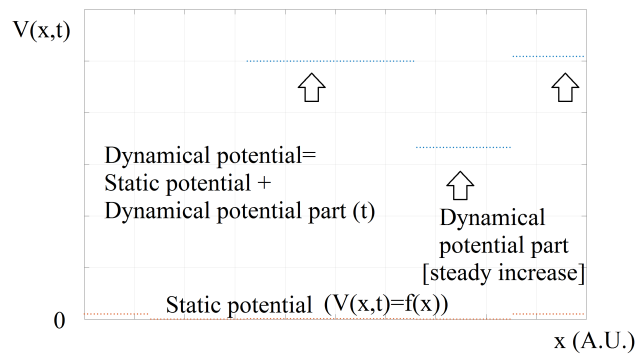 V(x,t)
Dynamical potential=
Static potential +
Dynamical potential part (t)
Dynamical
potential part
[steady increase]
Static potential (V(x,t)=f(x))
0
x (A.U.)